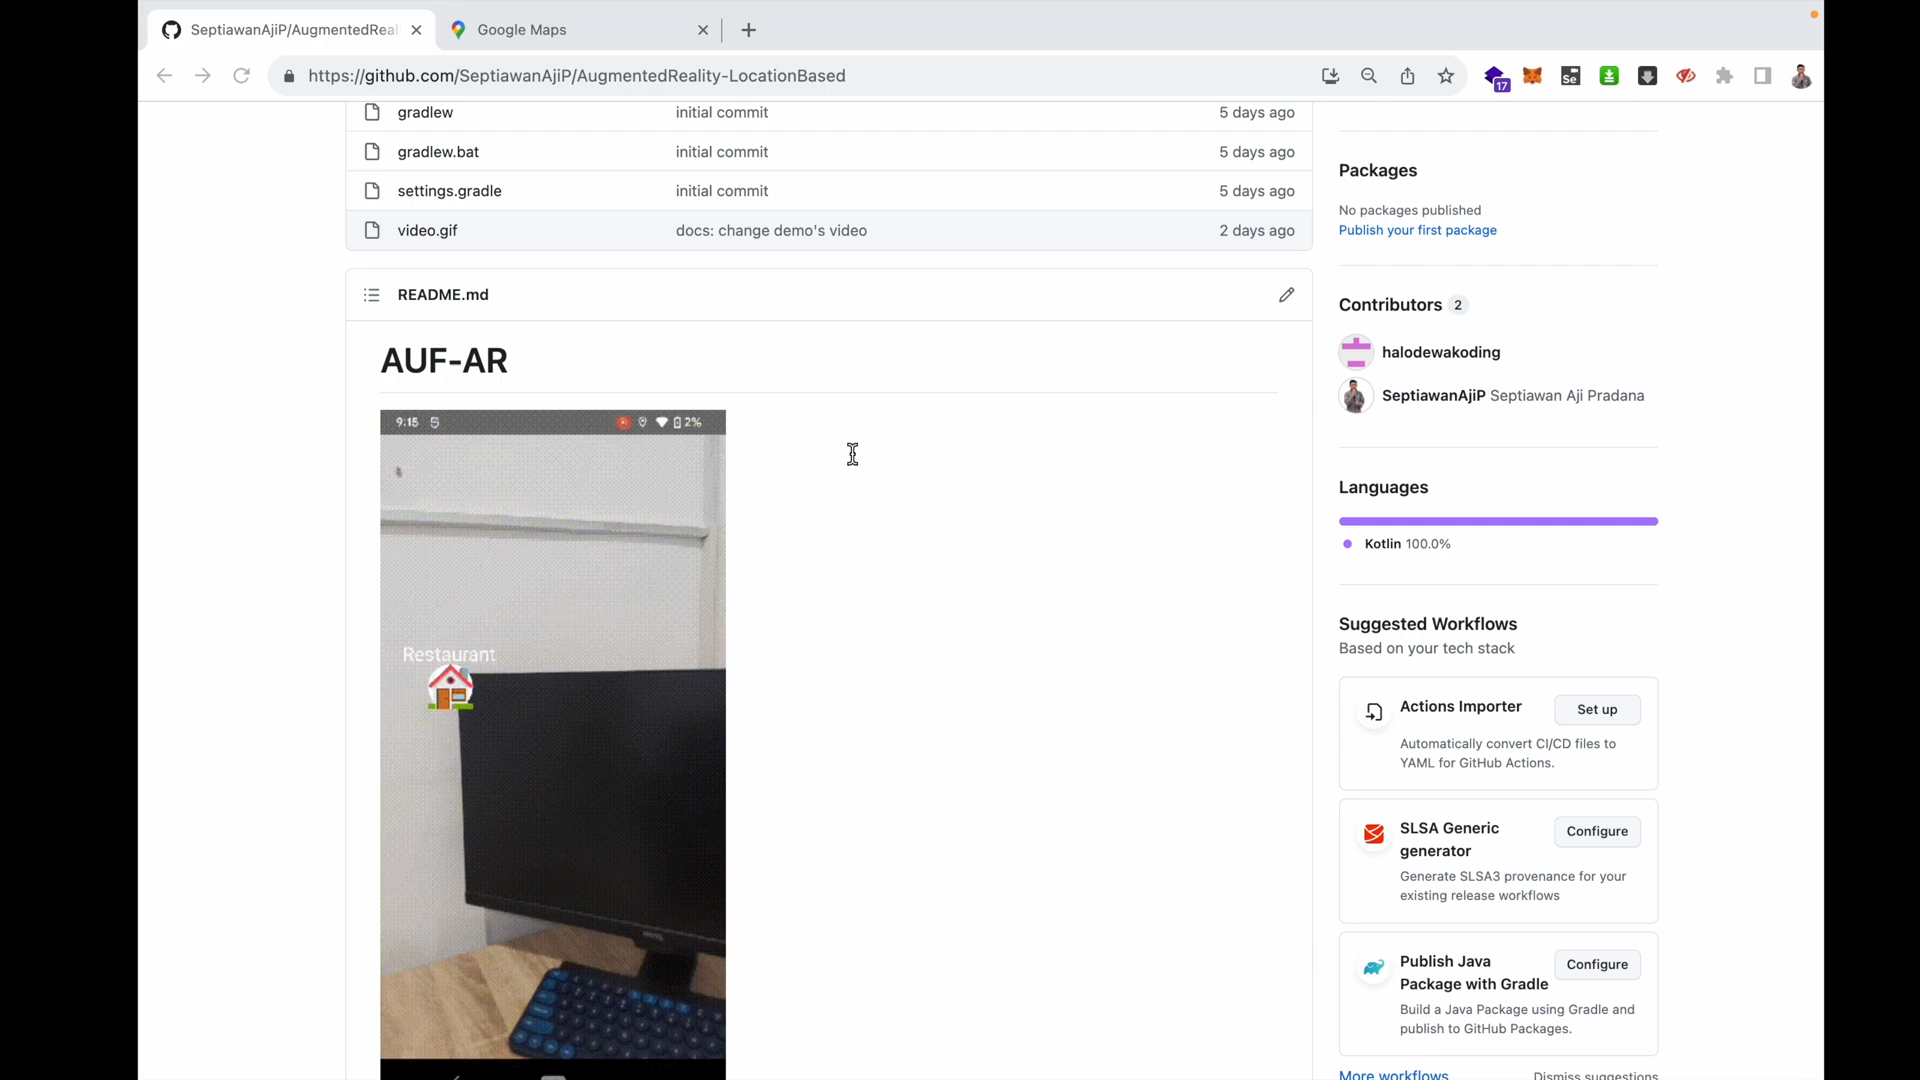 SeptiawanAjiP/AugmentedReal
Google Maps
https://github.com/SeptiawanAjiP/AugmentedReality-LocationBased
17
Se
gradlew initial commit 5 days ago
gradlew.bat initial commit 5 days ago
settings.gradle initial commit 5 days ago
video.gif docs: change demo's video 2 days ago
README.md
AUF-AR
9:15 2%
Restaurant
Packages
No packages published
Publish your first package
Contributors 2
halodewakoding
SeptiawanAjiP Septiawan Aji Pradana
Languages
Kotlin 100.0%
Suggested Workflows
Based on your tech stack
Actions Importer Set up
Automatically convert CI/CD files to
YAML for GitHub Actions.
SLSA Generic
generator
Configure
Generate SLSA3 provenance for your
existing release workflows
Publish Java
Package with Gradle
Configure
Build a Java Package using Gradle and
publish to GitHub Packages.
More workflows Dismiss suggestions